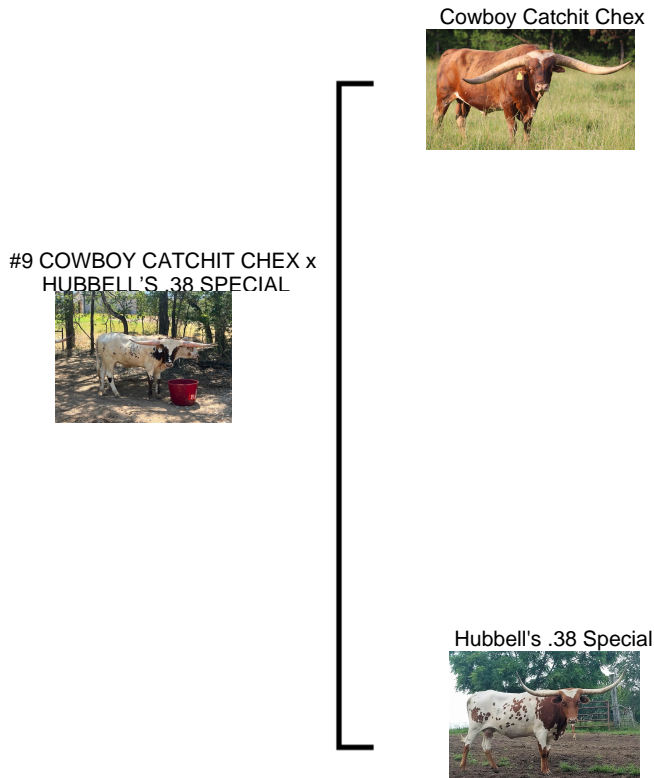 Cowboy Catchit Chex
#9 COWBOY CATCHIT CHEX x
HUBBELL'S .38 SPECIAL
Hubbell's .38 Special